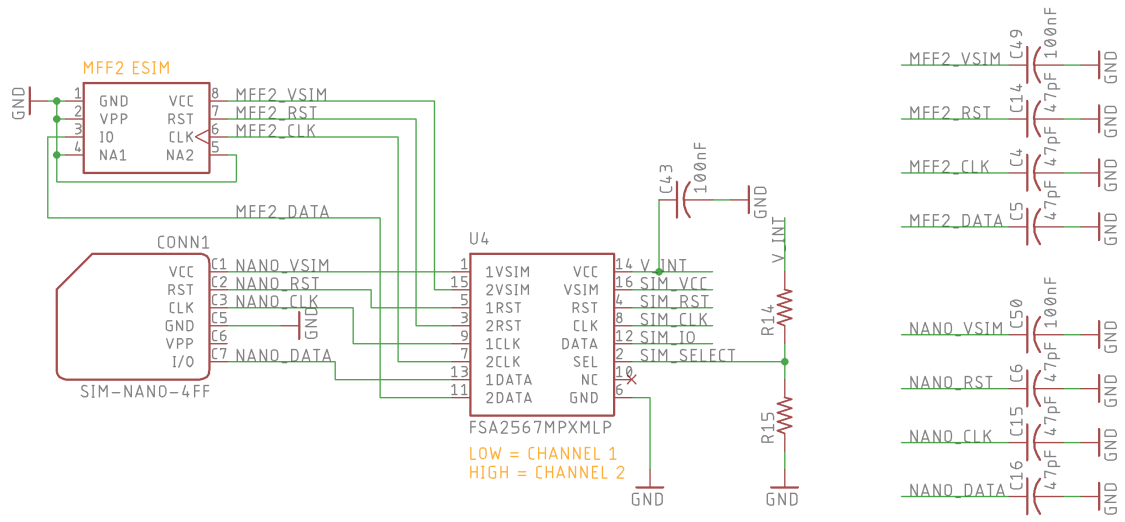 MFF2 ESIM
GND
1 GND VCC 8 MFF2_VSIM
2 VPP RST 7 MFF2_RST
3 IO CLK 6 MFF2_CLK
4 NA1 NA2 5
MFF2_DATA
CONN1
VCC C1 NANO_VSIM
RST C2 NANO_RST
CLK C3 NANO_CLK
GND C5 GND
VPP C6
I/O C7 NANO_DATA
SIM-NANO-4FF
U4
1 1VSIM VCC 14 V_INT
15 2VSIM VSIM 16 SIM_VCC
5 1RST RST 4 SIM_RST
3 2RST CLK 8 SIM_CLK
9 1CLK DATA 12 SIM_IO
7 2CLK SEL 2 SIM_SELECT
13 1DATA NC 10
11 2DATA GND 6
FSA2567MPXMLP
LOW = CHANNEL 1
HIGH = CHANNEL 2
GND
C43 100nF GND
V_INT
R14
R15
GND
MFF2_VSIM C49 100nF GND
MFF2_RST C14 47pF GND
MFF2_CLK C4 47pF GND
MFF2_DATA C5 47pF GND
NANO_VSIM C50 100nF GND
NANO_RST C6 47pF GND
NANO_CLK C15 47pF GND
NANO_DATA C16 47pF GND